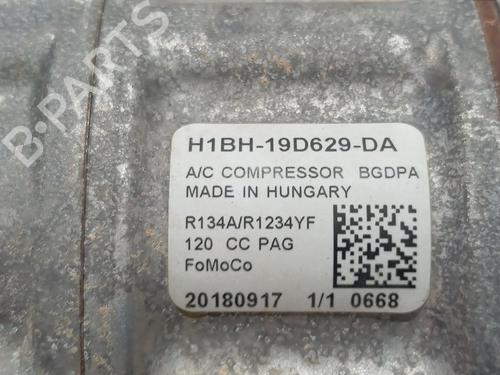 B-PARTS
H1BH-19D629-DA
A/C COMPRESSOR BGDPA
MADE IN HUNGARY
R134A/R1234YF
120 CC PAG
FoMoCo
20180917 1/1 0668